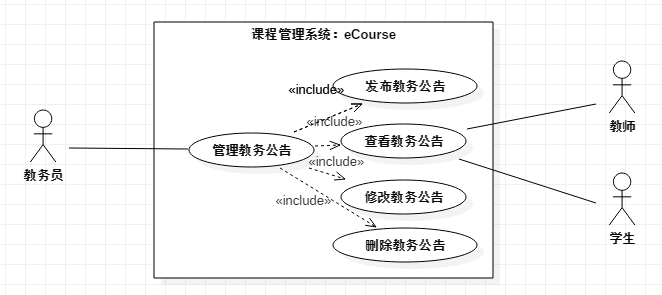 课程管理系统：eCourse
«include»
发布教务公告
«include»
查看教务公告
管理教务公告
«include»
修改教务公告
«include»
删除教务公告
教务员
教师
学生